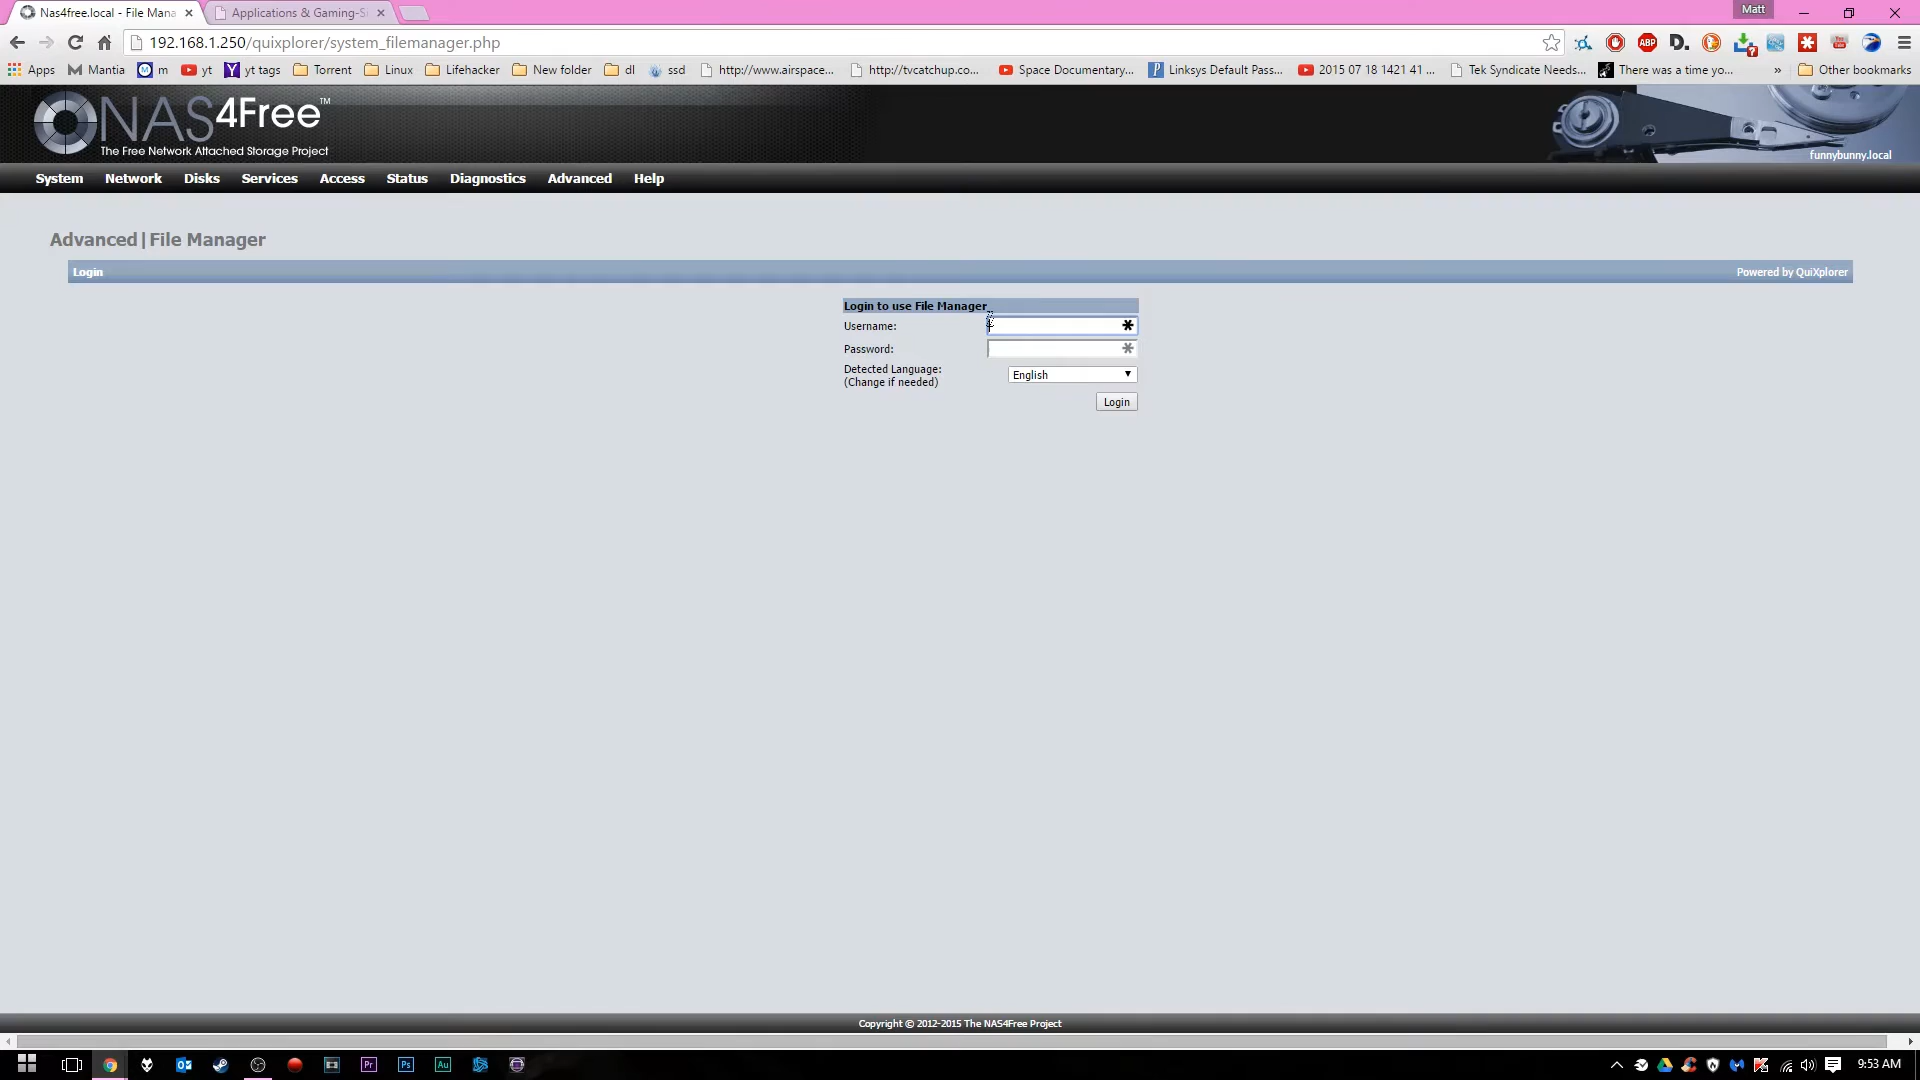 Nas4free.local - File Mana
Applications & Gaming-Si
Matt
192.168.1.250/quixplorer/system_filemanager.php
Apps
Mantia
m
yt
yt tags
Torrent
Linux
Lifehacker
New folder
dl
ssd
http://www.airspace...
http://tvcatchup.co...
Space Documentary...
Linksys Default Pass...
2015 07 18 1421 41 ...
Tek Syndicate Needs...
There was a time yo...
»
Other bookmarks
NAS4Free™
The Free Network Attached Storage Project
funnybunny.local
System Network Disks Services Access Status Diagnostics Advanced Help
Advanced|File Manager
Login
Powered by QuiXplorer
Login to use File Manager
Username:
Password:
Detected Language:
(Change if needed)
English
Login
Copyright © 2012-2015 The NAS4Free Project
9:53 AM